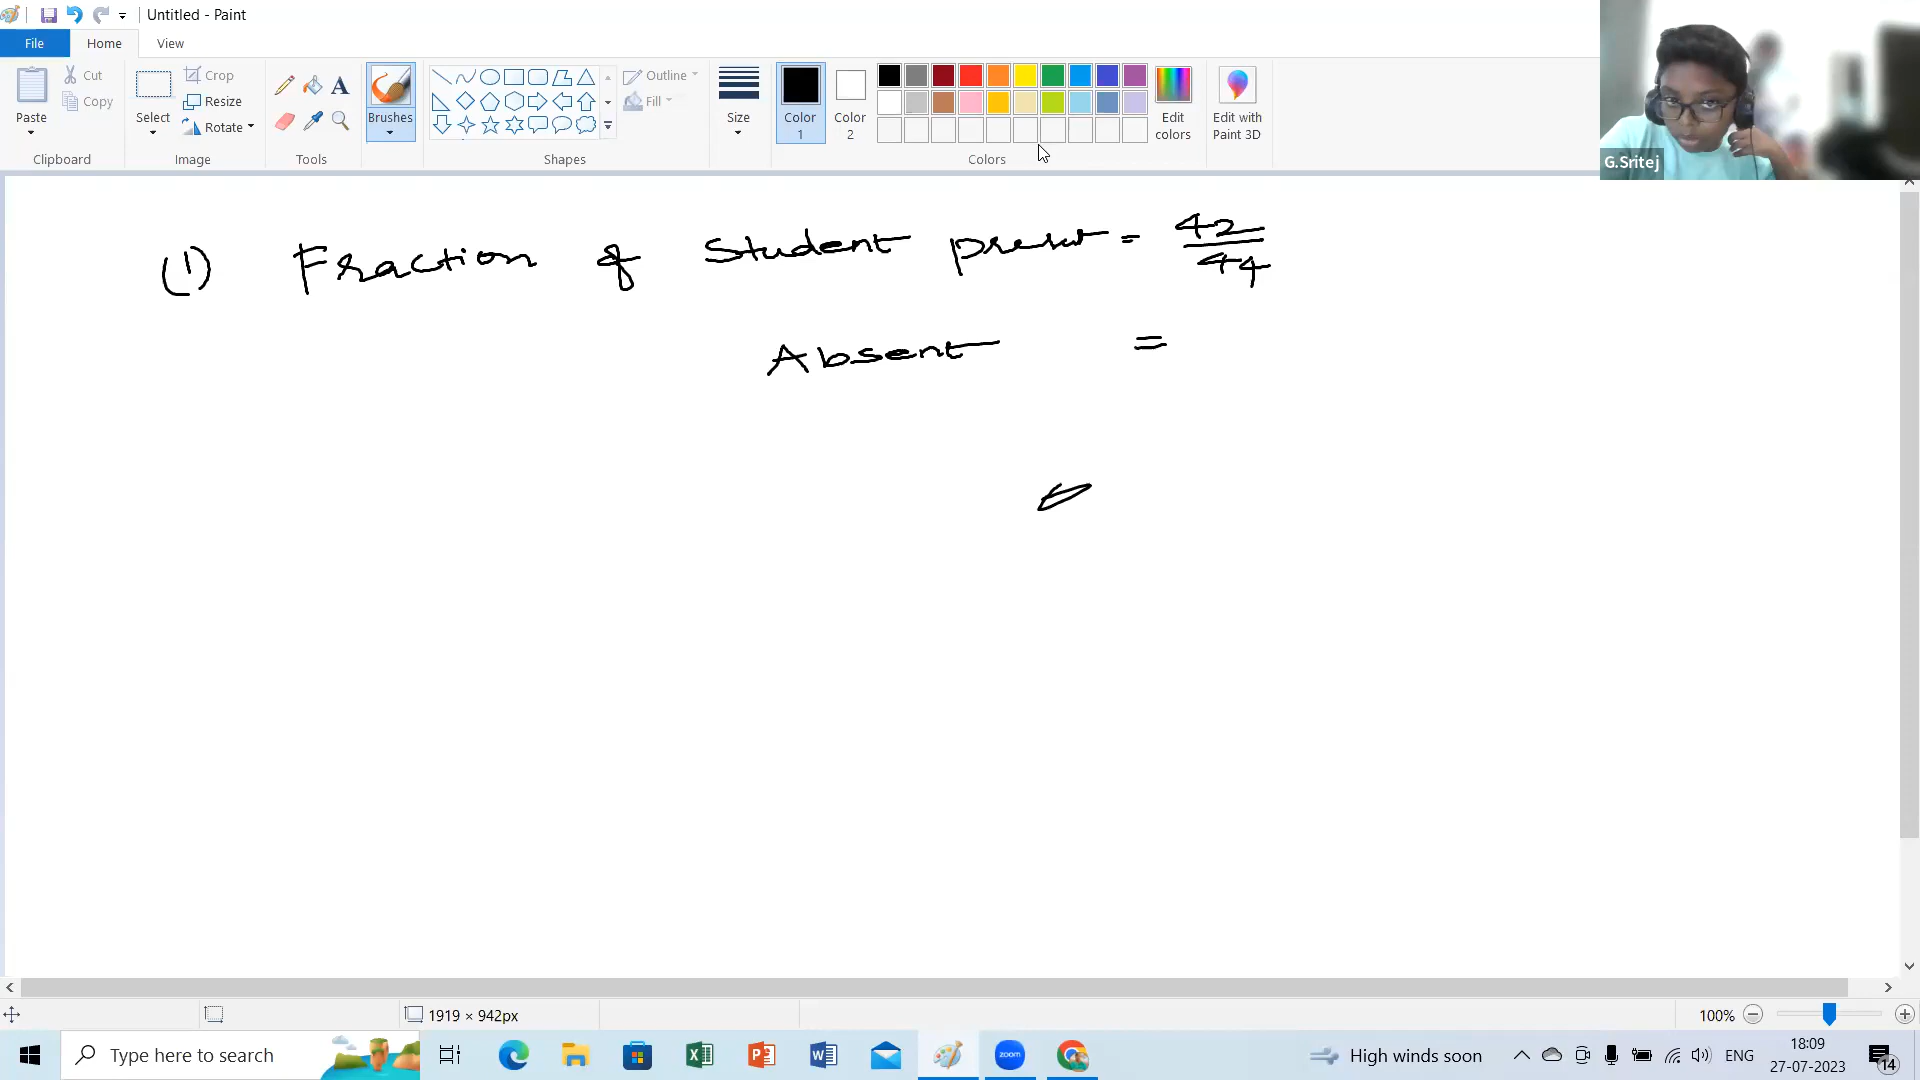 Untitled - Paint
File Home View
Paste
Cut
Copy
Clipboard
Select
Crop
Resize
Rotate
Image
A
Tools
Brushes
Shapes
Outline
Fill
Size
Color 1
Color 2
Colors
Edit colors
Edit with Paint 3D
G.Sritej
(1) Fraction of Student present = 42/44
Absent =
1919 × 942px
100%
Type here to search
zoom
High winds soon
ENG
18:09
27-07-2023
14